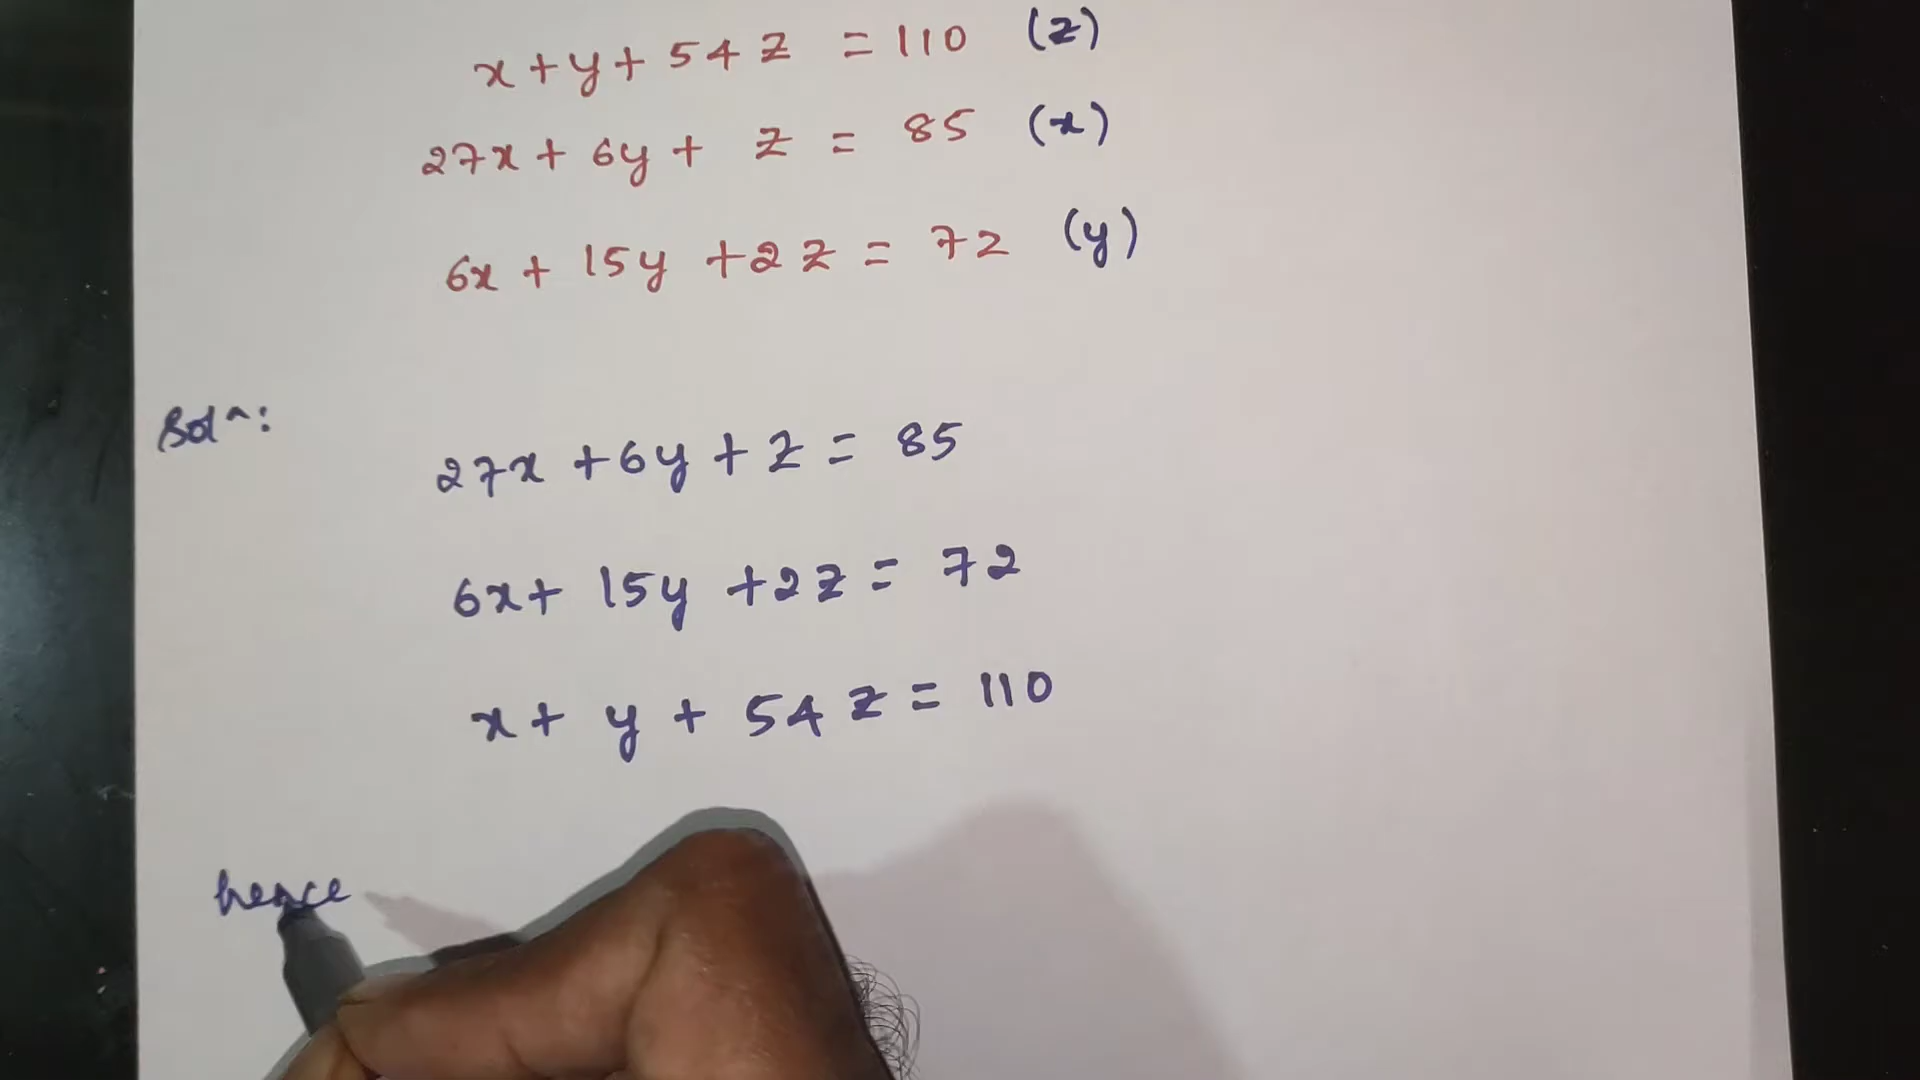 x + y + 54z = 110 (z)
27x + 6y + z = 85 (x)
6x + 15y + 2z = 72 (y)
Soln:
27x + 6y + z = 85
6x + 15y + 2z = 72
x + y + 54z = 110
hence